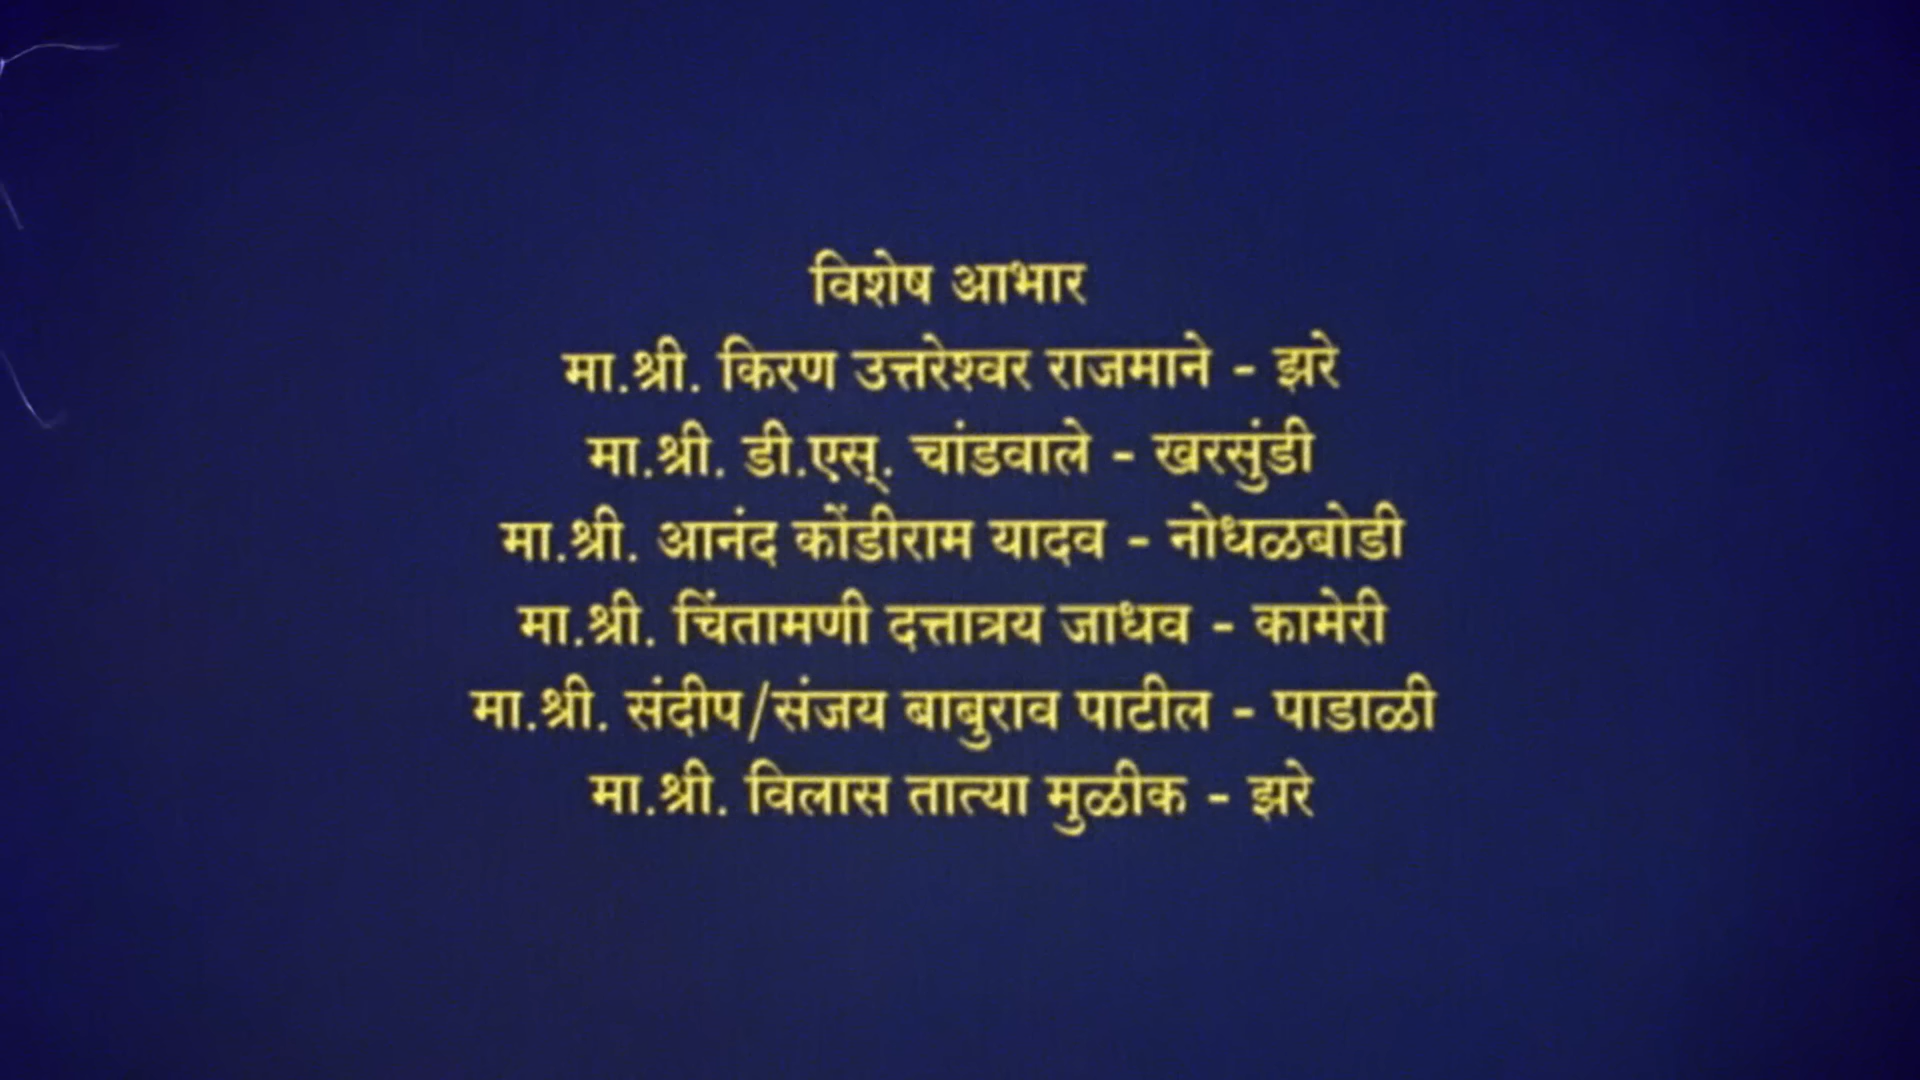 विशेष आभार
मा.श्री. किरण उत्तरेश्वर राजमाने - झरे
मा.श्री. डी.एस्. चांडवाले - खरसुंडी
मा.श्री. आनंद कोंडीराम यादव - नोधळबोडी
मा.श्री. चिंतामणी दत्तात्रय जाधव - कामेरी
मा.श्री. संदीप/संजय बाबुराव पाटील - पाडाळी
मा.श्री. विलास तात्या मुळीक - झरे